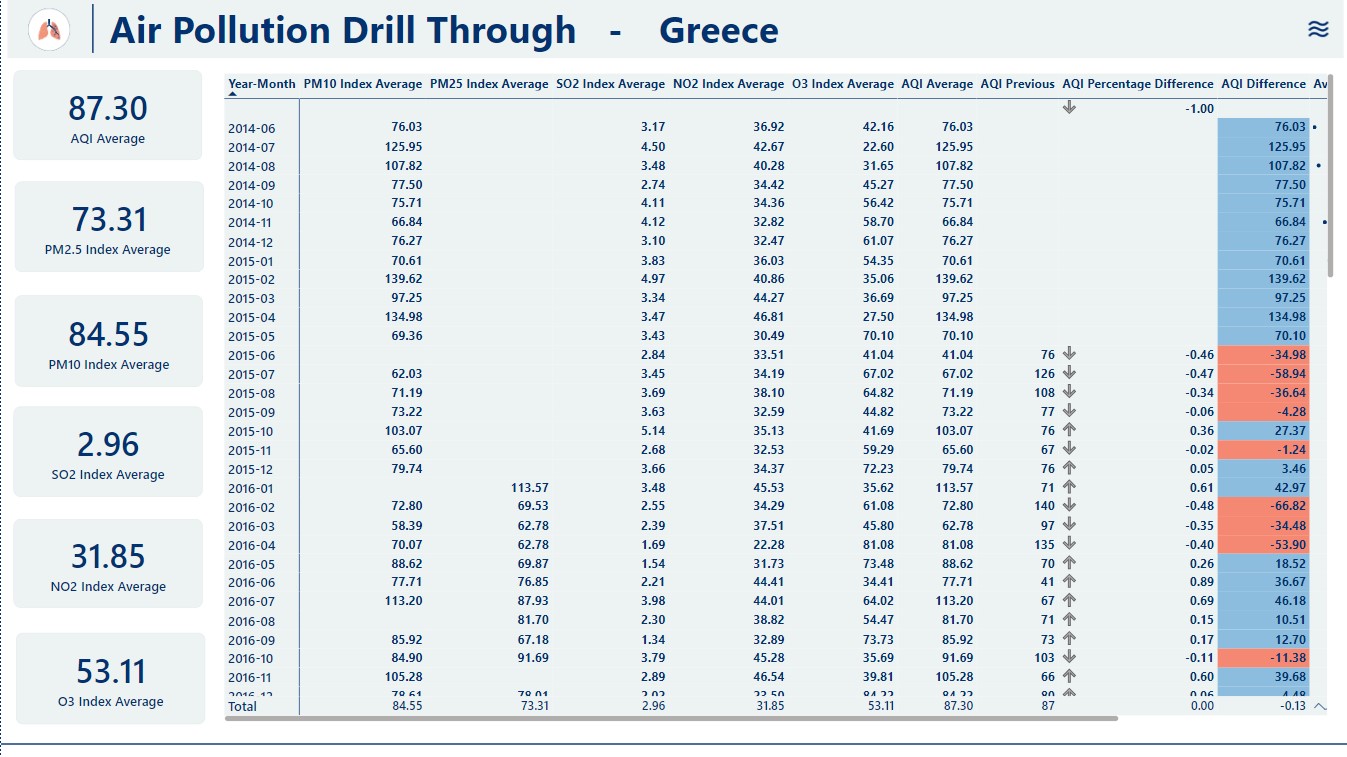 Air Pollution Drill Through - Greece
87.30
AQI Average
73.31
PM2.5 Index Average
84.55
PM10 Index Average
2.96
SO2 Index Average
31.85
NO2 Index Average
53.11
O3 Index Average
Year-Month PM10 Index Average PM25 Index Average SO2 Index Average NO2 Index Average O3 Index Average AQI Average AQI Previous AQI Percentage Difference AQI Difference Av
-1.00
2014-06 76.03 3.17 36.92 42.16 76.03 76.03
2014-07 125.95 4.50 42.67 22.60 125.95 125.95
2014-08 107.82 3.48 40.28 31.65 107.82 107.82
2014-09 77.50 2.74 34.42 45.27 77.50 77.50
2014-10 75.71 4.11 34.36 56.42 75.71 75.71
2014-11 66.84 4.12 32.82 58.70 66.84 66.84
2014-12 76.27 3.10 32.47 61.07 76.27 76.27
2015-01 70.61 3.83 36.03 54.35 70.61 70.61
2015-02 139.62 4.97 40.86 35.06 139.62 139.62
2015-03 97.25 3.34 44.27 36.69 97.25 97.25
2015-04 134.98 3.47 46.81 27.50 134.98 134.98
2015-05 69.36 3.43 30.49 70.10 70.10 70.10
2015-06 2.84 33.51 41.04 41.04 76 -0.46 -34.98
2015-07 62.03 3.45 34.19 67.02 67.02 126 -0.47 -58.94
2015-08 71.19 3.69 38.10 64.82 71.19 108 -0.34 -36.64
2015-09 73.22 3.63 32.59 44.82 73.22 77 -0.06 -4.28
2015-10 103.07 5.14 35.13 41.69 103.07 76 0.36 27.37
2015-11 65.60 2.68 32.53 59.29 65.60 67 -0.02 -1.24
2015-12 79.74 3.66 34.37 72.23 79.74 76 0.05 3.46
2016-01 113.57 3.48 45.53 35.62 113.57 71 0.61 42.97
2016-02 72.80 69.53 2.55 34.29 61.08 72.80 140 -0.48 -66.82
2016-03 58.39 62.78 2.39 37.51 45.80 62.78 97 -0.35 -34.48
2016-04 70.07 62.78 1.69 22.28 81.08 81.08 135 -0.40 -53.90
2016-05 88.62 69.87 1.54 31.73 73.48 88.62 70 0.26 18.52
2016-06 77.71 76.85 2.21 44.41 34.41 77.71 41 0.89 36.67
2016-07 113.20 87.93 3.98 44.01 64.02 113.20 67 0.69 46.18
2016-08 81.70 2.30 38.82 54.47 81.70 71 0.15 10.51
2016-09 85.92 67.18 1.34 32.89 73.73 85.92 73 0.17 12.70
2016-10 84.90 91.69 3.79 45.28 35.69 91.69 103 -0.11 -11.38
2016-11 105.28 2.89 46.54 39.81 105.28 66 0.60 39.68
Total 84.55 73.31 2.96 31.85 53.11 87.30 87 0.00 -0.13